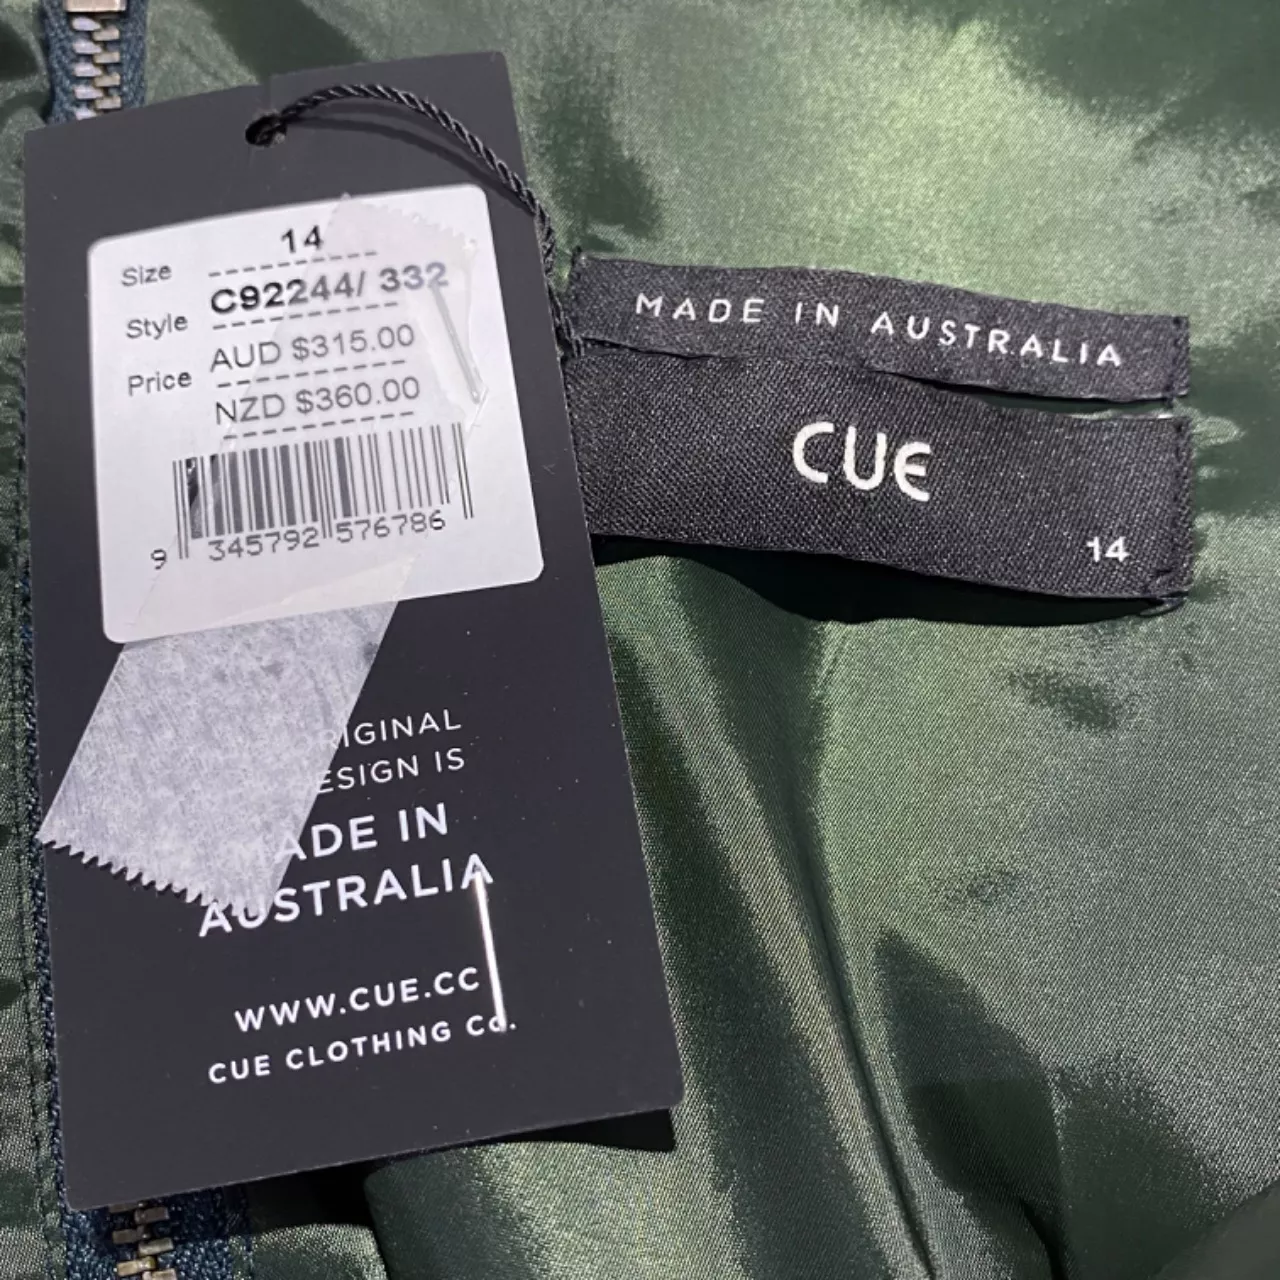 Size 14
Style C92244/ 332
Price AUD $315.00
NZD $360.00
9 345792 576786
ORIGINAL
DESIGN IS
MADE IN
AUSTRALIA
WWW.CUE.CC
CUE CLOTHING Co.
MADE IN AUSTRALIA
CUE
14